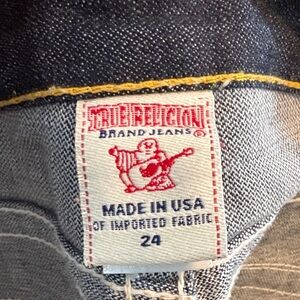 TRUE RELIGION
BRAND JEANS®
MADE IN USA
OF IMPORTED FABRIC
24